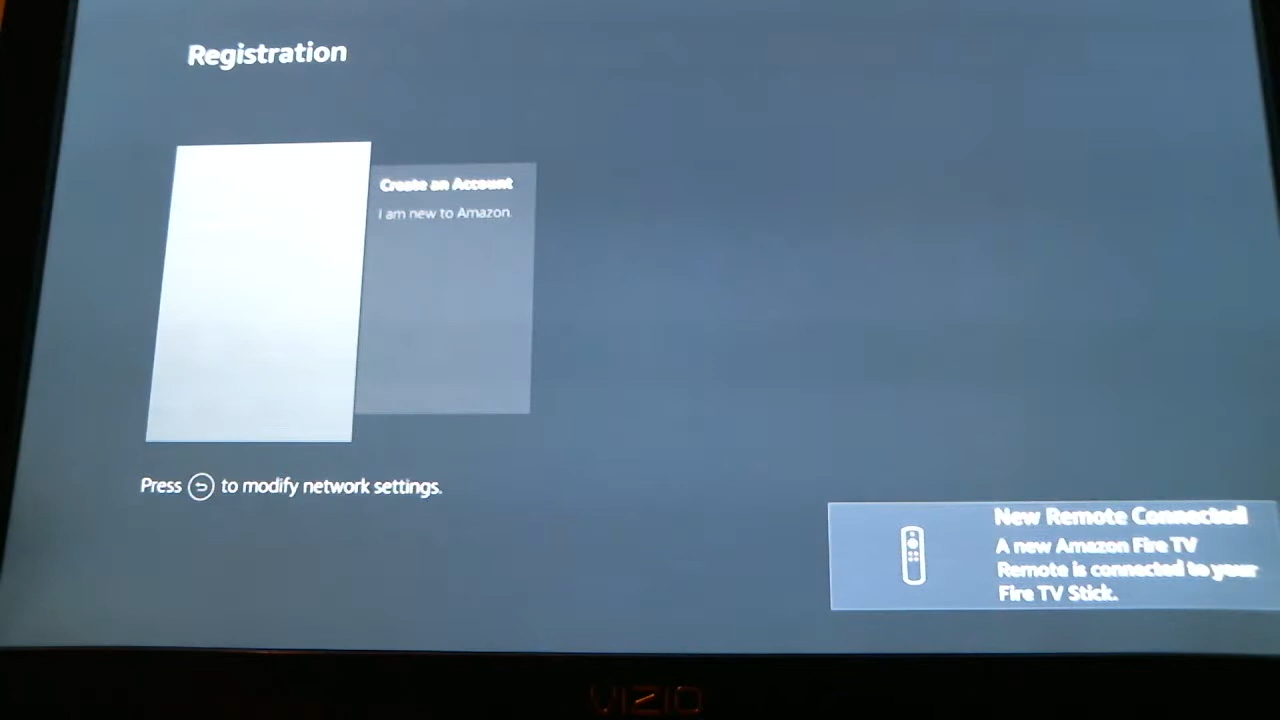 Registration
Create an Account
I am new to Amazon.
Press to modify network settings.
New Remote Connected
A new Amazon Fire TV
Remote is connected to your
Fire TV Stick.
VIZIO